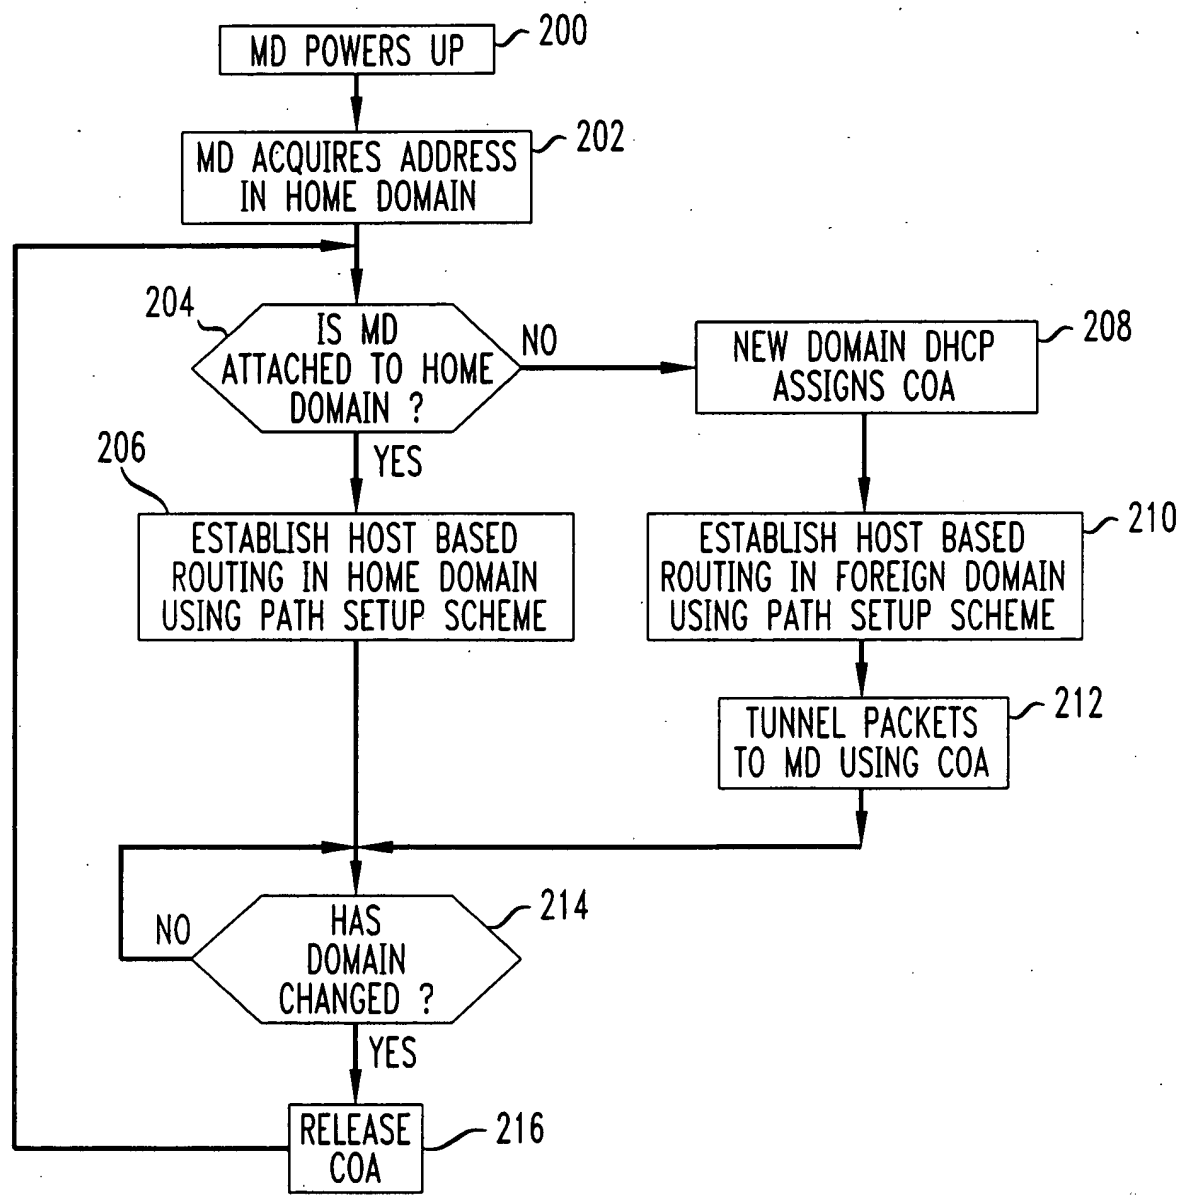 MD POWERS UP
200
MD ACQUIRES ADDRESS
IN HOME DOMAIN
202
204
IS MD
ATTACHED TO HOME
DOMAIN ?
NO
NEW DOMAIN DHCP
ASSIGNS COA
208
YES
206
ESTABLISH HOST BASED
ROUTING IN HOME DOMAIN
USING PATH SETUP SCHEME
ESTABLISH HOST BASED
ROUTING IN FOREIGN DOMAIN
USING PATH SETUP SCHEME
210
TUNNEL PACKETS
TO MD USING COA
212
NO
HAS
DOMAIN
CHANGED ?
214
YES
RELEASE
COA
216